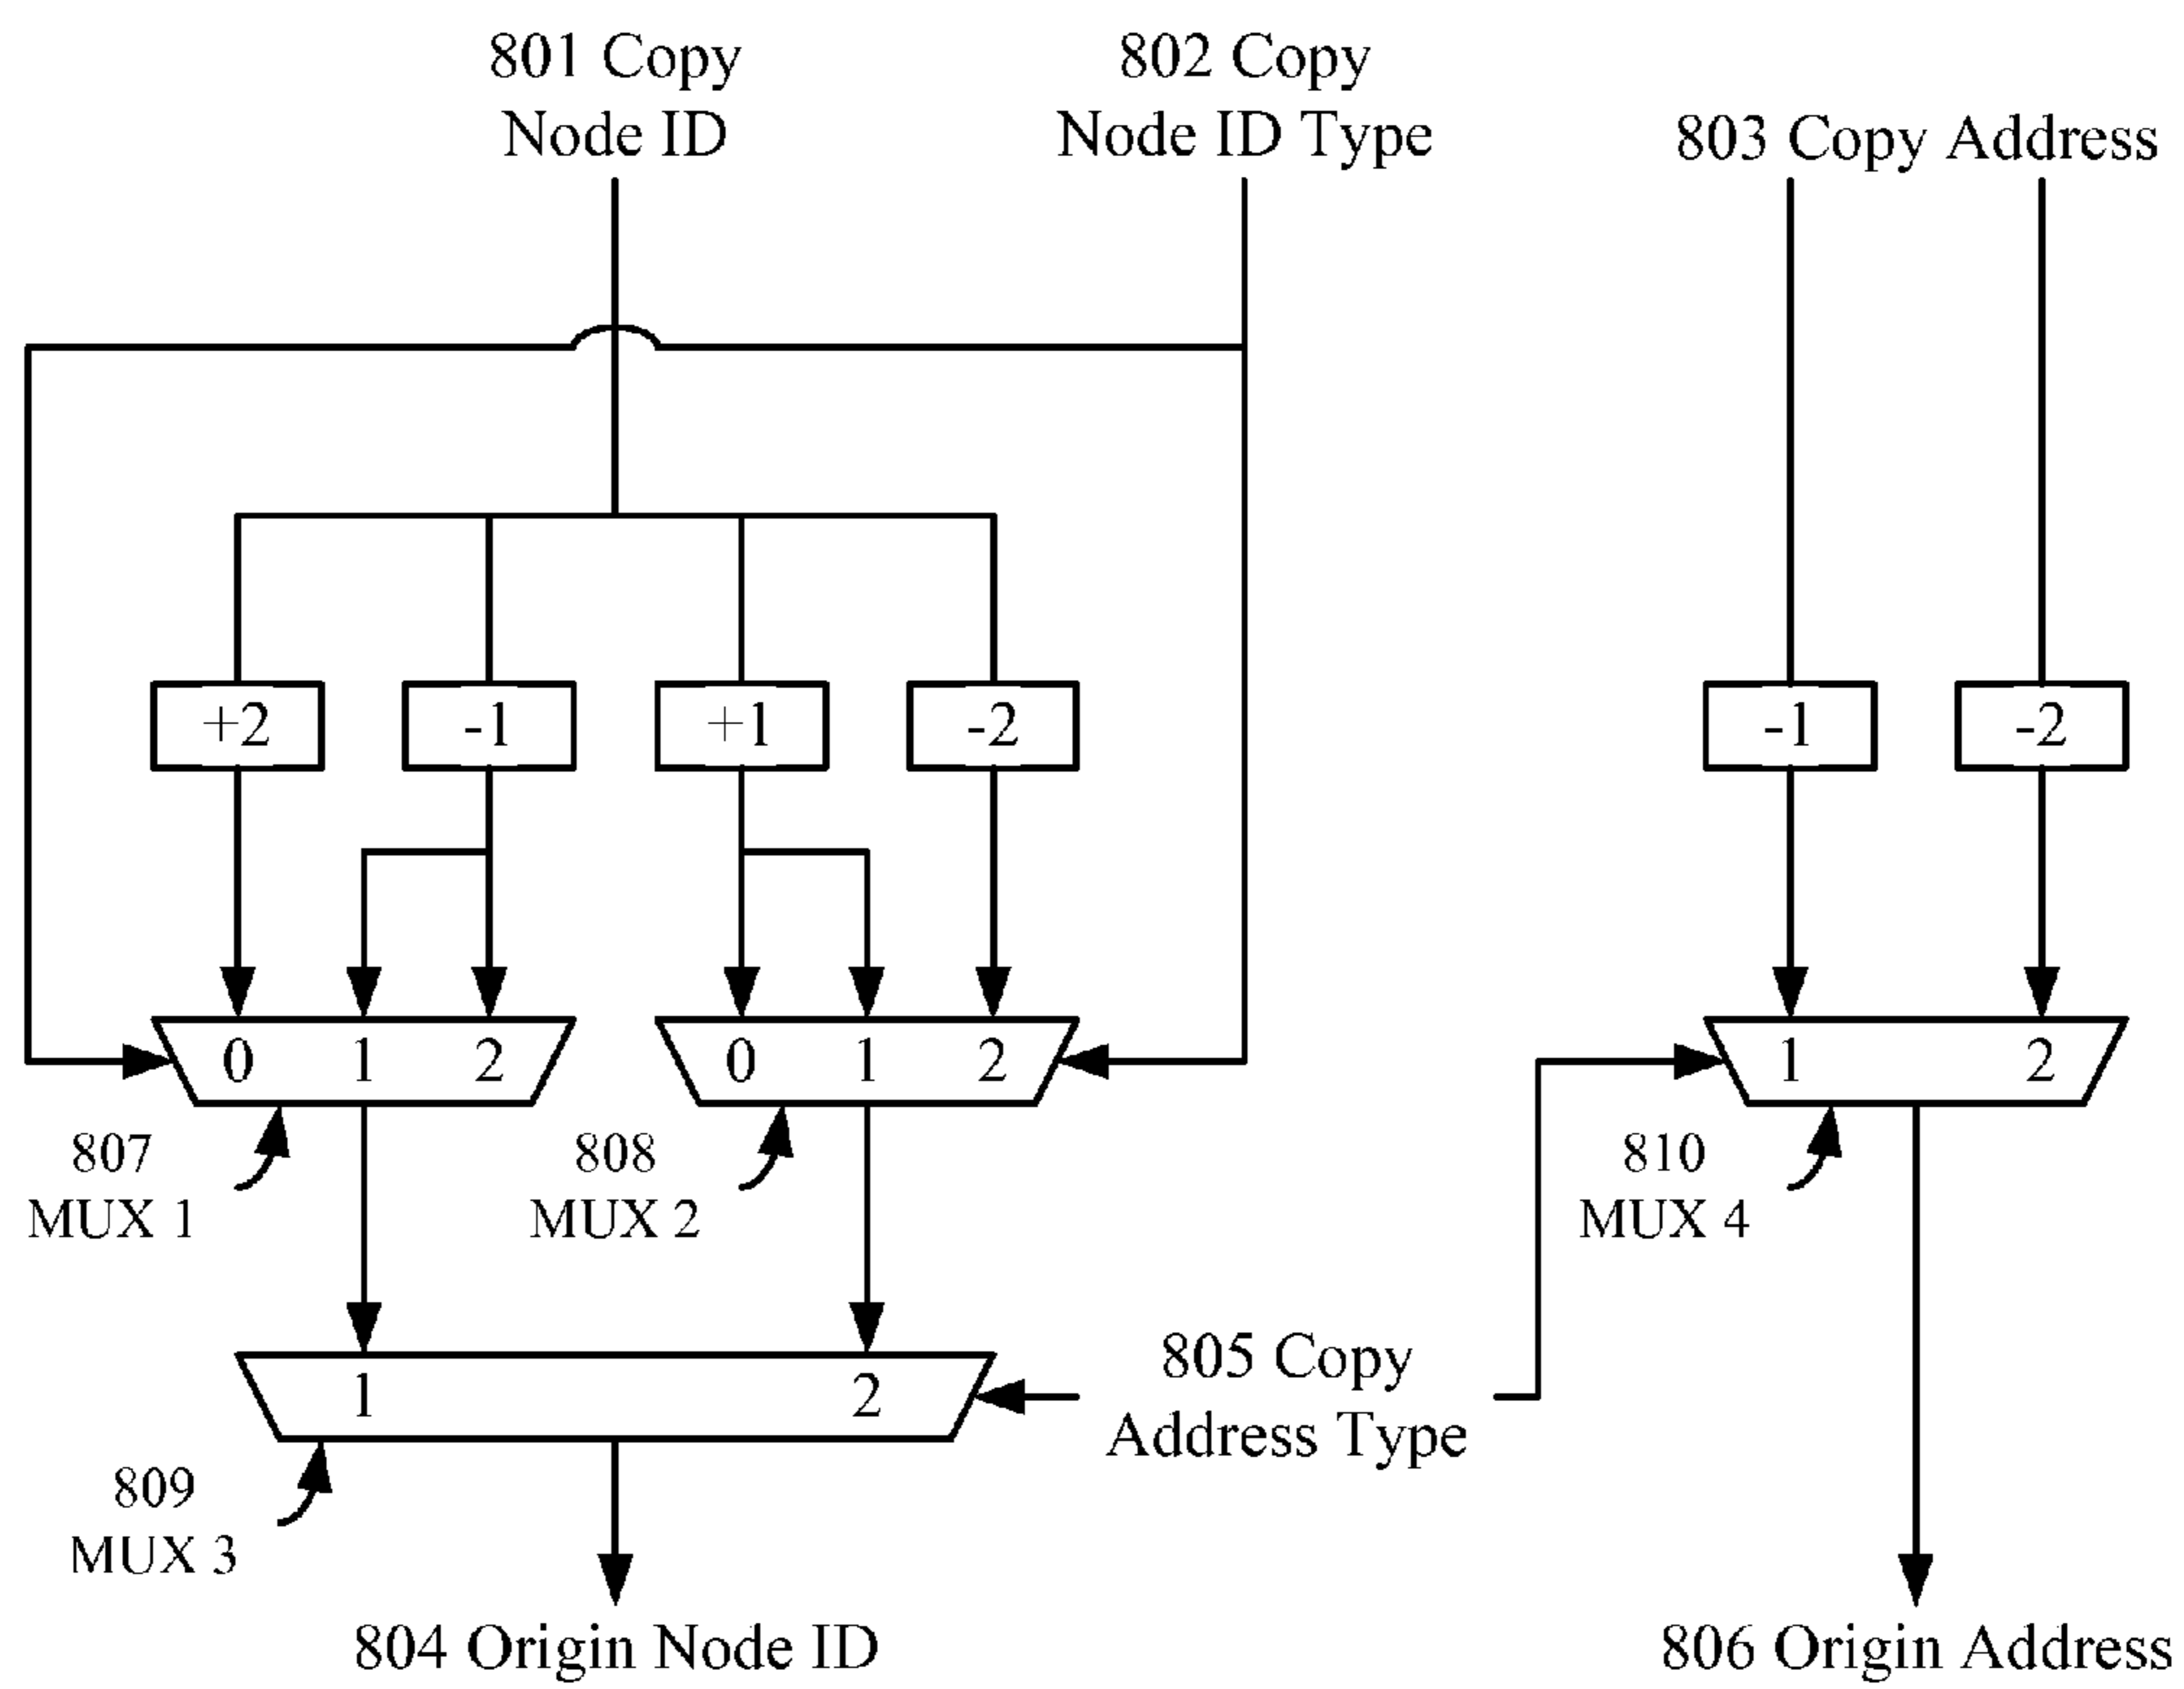 801 Copy
Node ID
802 Copy
Node ID Type
803 Copy Address
+2
-1
+1
-2
-1
-2
0 1 2
0 1 2
1 2
807
MUX 1
808
MUX 2
810
MUX 4
1 2
805 Copy
Address Type
809
MUX 3
804 Origin Node ID
806 Origin Address